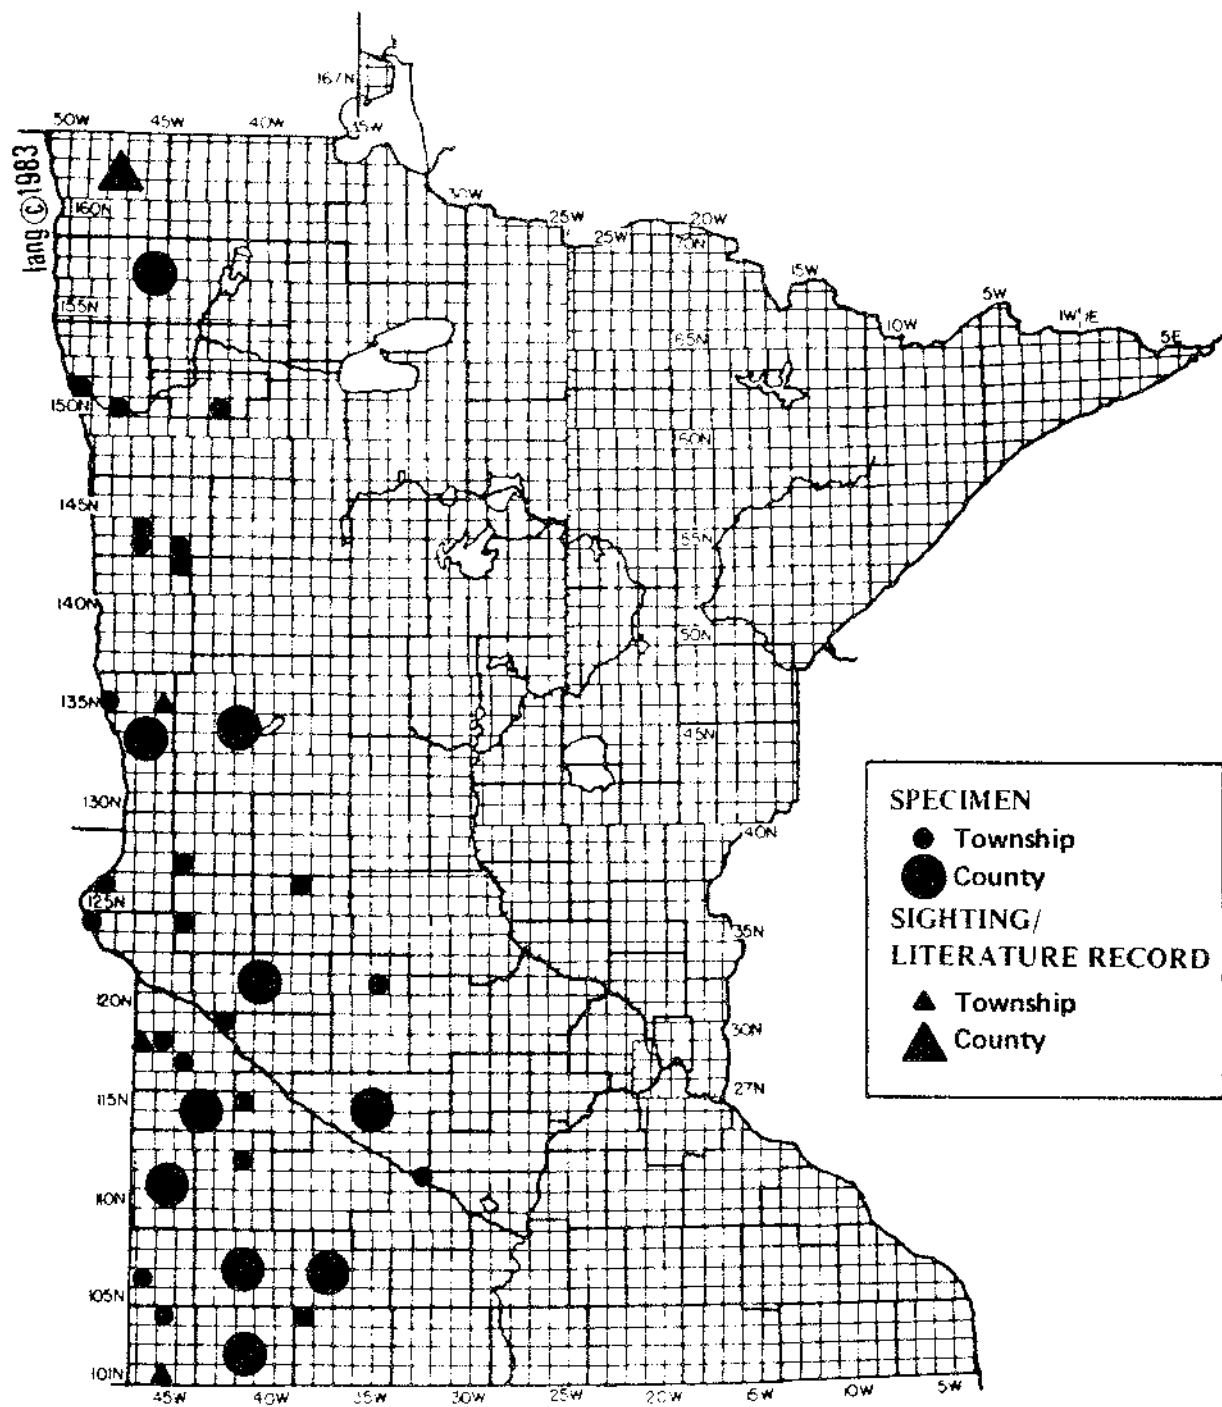 167N
50W 45W 40W 35W
lang © 1983
160N
30W
25W 20W
25W 70N
15W
155N
5W
1W 1E
10W
65N
5E
150N
60N
145N
55N
140N
50N
135N
45N
130N
40N
125N
35N
120N
30N
27N
115N
110N
105N
101N
45W 40W 35W 30W 25W 20W 15W 10W 5W
SPECIMEN
Township
County
SIGHTING/
LITERATURE RECORD
Township
County